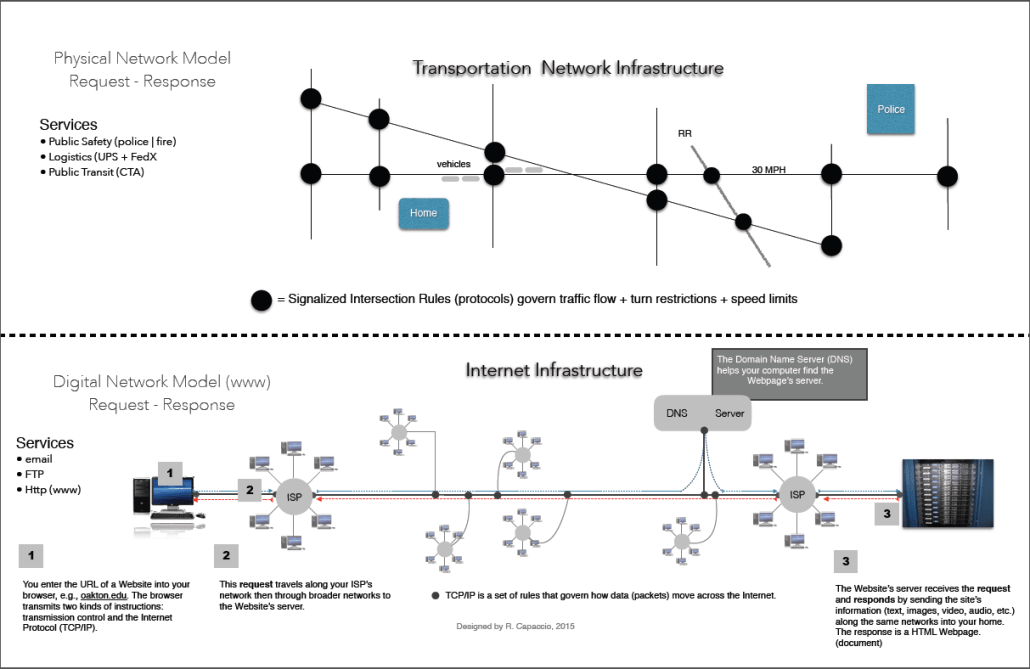 Physical Network Model
Request - Response
Transportation Network Infrastructure
Services
• Public Safety (police | fire)
• Logistics (UPS + FedX
• Public Transit (CTA)
Police
RR
vehicles
30 MPH
Home
= Signalized Intersection Rules (protocols) govern traffic flow + turn restrictions + speed limits
Digital Network Model (www)
Request - Response
Internet Infrastructure
The Domain Name Server (DNS)
helps your computer find the
Webpage's server.
DNS Server
Services
• email
• FTP
• Http (www)
1
2
ISP
ISP
3
1
You enter the URL of a Website into your
browser, e.g., oakton.edu. The browser
transmits two kinds of instructions:
transmission control and the Internet
Protocol (TCP/IP).
2
This request travels along your ISP's
network then through broader networks to
the Website's server.
TCP/IP is a set of rules that govern how data (packets) move across the Internet.
Designed by R. Capaccio, 2015
3
The Website's server receives the request
and responds by sending the site's
information (text, images, video, audio, etc.)
along the same networks into your home.
The response is a HTML Webpage.
(document)